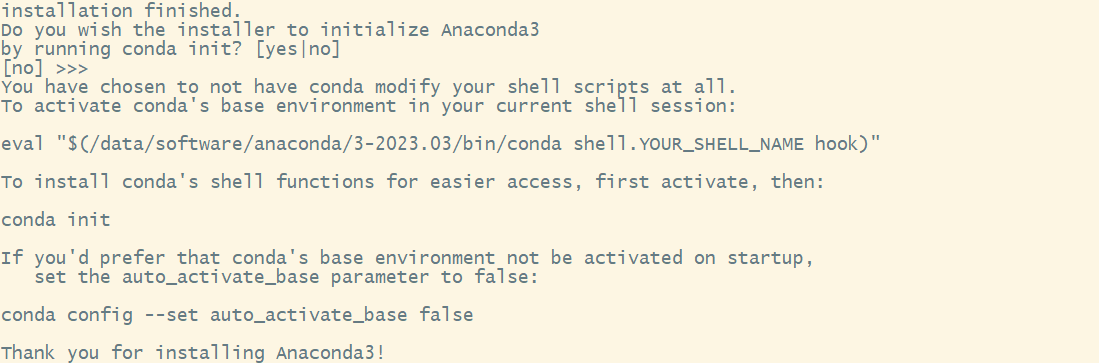 installation finished.
Do you wish the installer to initialize Anaconda3
by running conda init? [yes|no]
[no] >>>
You have chosen to not have conda modify your shell scripts at all.
To activate conda's base environment in your current shell session:

eval "$(/data/software/anaconda/3-2023.03/bin/conda shell.YOUR_SHELL_NAME hook)"

To install conda's shell functions for easier access, first activate, then:

conda init

If you'd prefer that conda's base environment not be activated on startup,
   set the auto_activate_base parameter to false:

conda config --set auto_activate_base false

Thank you for installing Anaconda3!